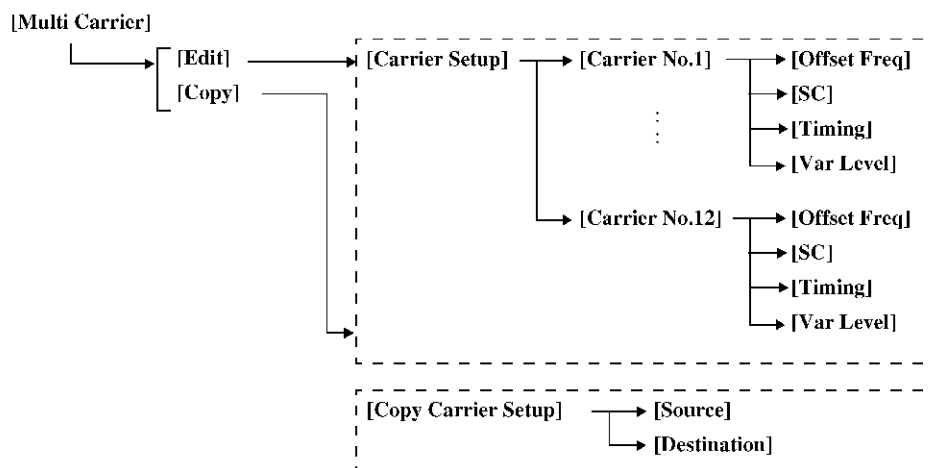 [Multi Carrier]
[Edit]
[Copy]
[Carrier Setup]
[Carrier No.1]
[Offset Freq]
[SC]
[Timing]
[Var Level]
[Carrier No.12]
[Offset Freq]
[SC]
[Timing]
[Var Level]
[Copy Carrier Setup]
[Source]
[Destination]